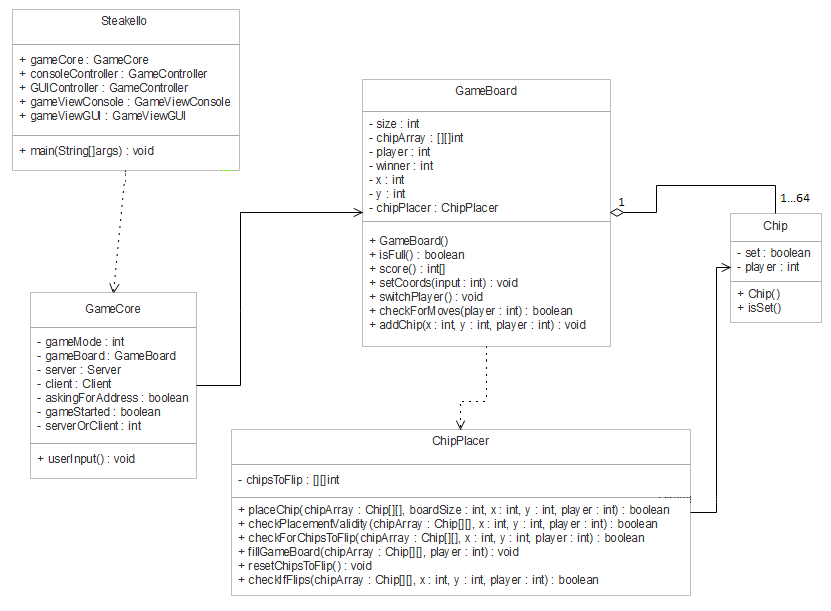 Steakello
+ gameCore : GameCore
+ consoleController : GameController
+ GUIController : GameController
+ gameViewConsole : GameViewConsole
+ gameViewGUI : GameViewGUI
+ main(String[]args) : void
GameBoard
- size : int
- chipArray : [][]int
- player : int
- winner : int
- x : int
- y : int
- chipPlacer : ChipPlacer
+ GameBoard()
+ isFull() : boolean
+ score() : int[]
+ setCoords(input : int) : void
+ switchPlayer() : void
+ checkForMoves(player : int) : boolean
+ addChip(x : int, y : int, player : int) : void
1
1...64
Chip
- set : boolean
- player : int
+ Chip()
+ isSet()
GameCore
- gameMode : int
- gameBoard : GameBoard
- server : Server
- client : Client
- askingForAddress : boolean
- gameStarted : boolean
- serverOrClient : int
+ userInput() : void
ChipPlacer
- chipsToFlip : [][]int
+ placeChip(chipArray : Chip[][], boardSize : int, x : int, y : int, player : int) : boolean
+ checkPlacementValidity(chipArray : Chip[][], x : int, y : int, player : int) : boolean
+ checkForChipsToFlip(chipArray : Chip[][], x : int, y : int, player : int) : boolean
+ fillGameBoard(chipArray : Chip[][], player : int) : void
+ resetChipsToFlip() : void
+ checkIfFlips(chipArray : Chip[][], x : int, y : int, player : int) : boolean